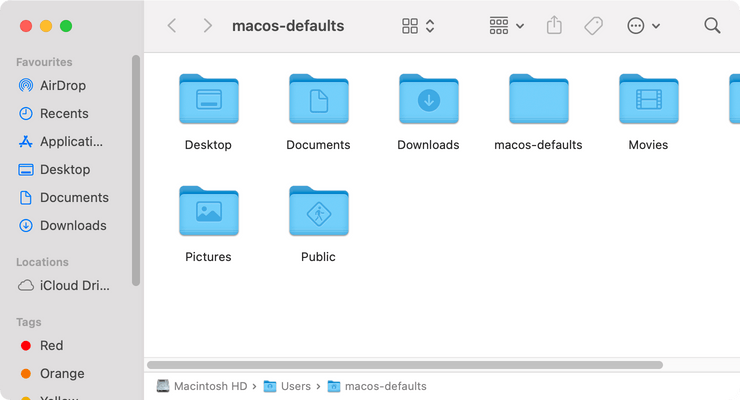 macos-defaults
Favourites
AirDrop
Recents
Applicati...
Desktop
Documents
Downloads
Locations
iCloud Dri...
Tags
Red
Orange
Yellow
Desktop
Documents
Downloads
macos-defaults
Movies
Pictures
Public
Macintosh HD › Users › macos-defaults